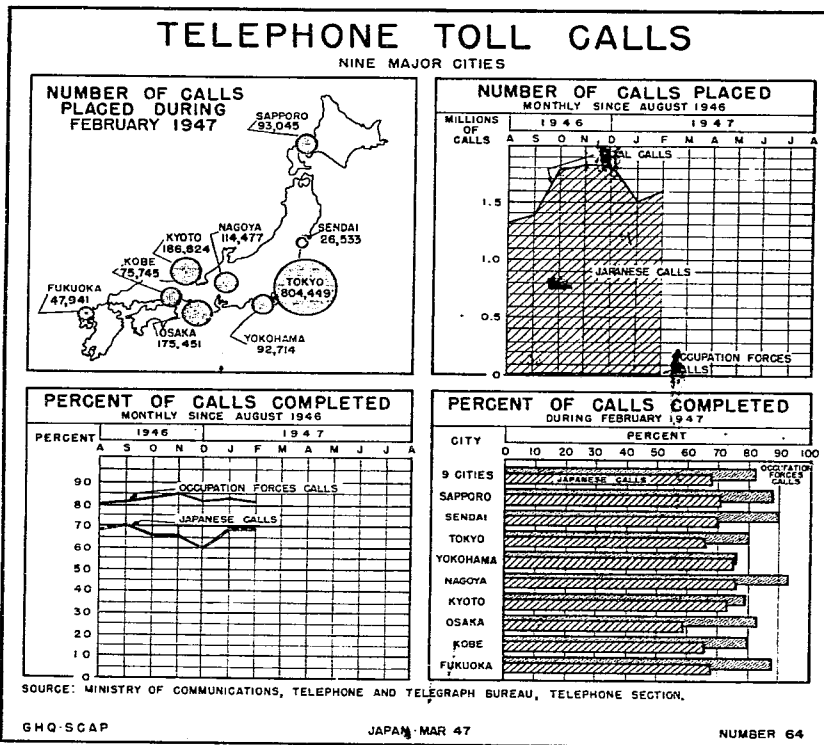 TELEPHONE TOLL CALLS
NINE MAJOR CITIES
NUMBER OF CALLS
PLACED DURING
FEBRUARY 1947
SAPPORO
93,045
SENDAI
26,533
NAGOYA
114,477
KYOTO
186,624
KOBE
75,745
FUKUOKA
47,941
TOKYO
804,449
OSAKA
175,451
YOKOHAMA
92,714
NUMBER OF CALLS PLACED
MONTHLY SINCE AUGUST 1946
MILLIONS
OF
CALLS
1946 1947
A S O N D J F M A M J J A
CALLS
1.5
1.0
JAPANESE CALLS
0.5
0
FORCES
PERCENT OF CALLS COMPLETED
MONTHLY SINCE AUGUST 1946
PERCENT
1946 1947
A S O N D J F M A M J J A
90
OCCUPATION FORCES CALLS
80
70
JAPANESE CALLS
60
50
40
30
20
10
0
PERCENT OF CALLS COMPLETED
DURING FEBRUARY 1947
CITY PERCENT
0 10 20 30 40 50 60 70 80 90 100
9 CITIES
JAPANESE CALLS
OCCUPATION
FORCES
CALLS
SAPPORO
SENDAI
TOKYO
YOKOHAMA
NAGOYA
KYOTO
OSAKA
KOBE
FUKUOKA
SOURCE: MINISTRY OF COMMUNICATIONS, TELEPHONE AND TELEGRAPH BUREAU, TELEPHONE SECTION.
GHQ-SCAP JAPAN-MAR 47 NUMBER 64